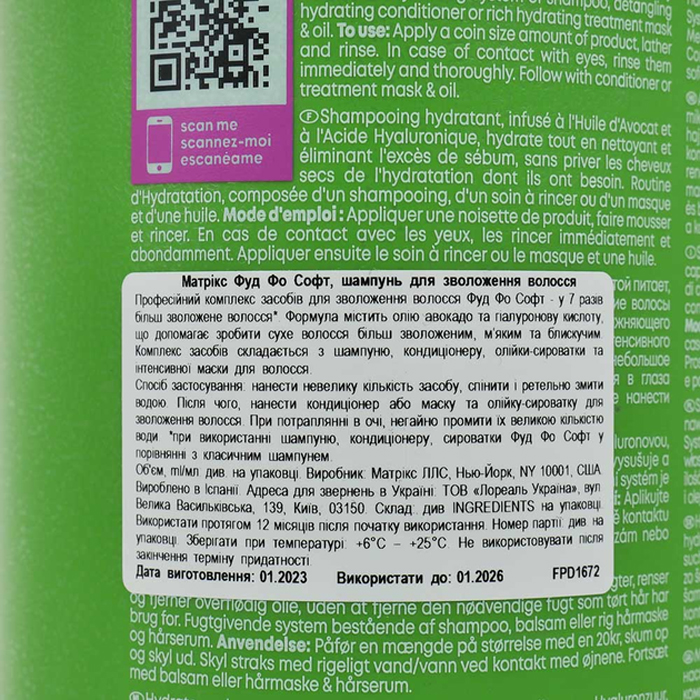 hydrating conditioner or rich hydrating treatment mask
& oil. To use: Apply a coin size amount of product, lather
and rinse. In case of contact with eyes, rinse them
immediately and thoroughly. Follow with conditioner or
treatment mask & oil.
scan me
scannez-moi
escanéame
Ⓕ Shampooing hydratant, infusé à l'Huile d'Avocat et
à l'Acide Hyaluronique, hydrate tout en nettoyant et
éliminant l'excès de sébum, sans priver les cheveux
secs de l'hydratation dont ils ont besoin. Routine
d'Hydratation, composée d'un shampooing, d'un soin à rincer ou d'un masque
et d'une huile. Mode d'emploi : Appliquer une noisette de produit, faire mousser
et rincer. En cas de contact avec les yeux, les rincer immédiatement et
abondamment. Appliquer ensuite le soin à rincer ou le masque et une huile.
Матрікс Фуд Фо Софт, шампунь для зволоження волосся
Професійний комплекс засобів для зволоження волосся Фуд Фо Софт - у 7 разів
більш зволожене волосся*. Формула містить олію авокадо та гіалуронову кислоту,
що допомагає зробити сухе волосся більш зволоженим, м'яким та блискучим.
Комплекс засобів складається з шампуню, кондиціонеру, олійки-сироватки та
інтенсивної маски для волосся.
Спосіб застосування: нанести невелику кількість засобу, спінити і ретельно змити
водою. Після чого, нанести кондиціонер або маску та олійку-сироватку для
зволоження волосся. При потраплянні в очі, негайно промити їх великою кількістю
води *при використанні шампуню, кондиціонеру, сироватки Фуд Фо Софт у
порівнянні з класичним шампунем.
Об'єм, ml/мл див. на упаковці. Виробник: Матрікс ЛЛС, Нью-Йорк, NY 10001, США.
Вироблено в Іспанії. Адреса для звернень в Україні: ТОВ «Лореаль Україна», вул.
Велика Васильківська, 139, Київ, 03150. Склад: див. INGREDIENTS на упаковці.
Використати протягом 12 місяців після початку використання. Номер партії: див. на
упаковці. Зберігати при температурі: +6°C – +25°C. Не використовувати після
закінчення терміну придатності.
Дата виготовлення: 01.2023 Використати до: 01.2026 FPD1672
og fjerner overflødig olie, uden at fjerne den nødvendige fugt som tørt hår har
brug for. Fugtgivende system bestående af shampoo, balsam eller rig hårmaske
og hårserum. Anvendelse: Påfør en mængde på størrelse med en 20kr, skum op
og skyl ud. Skyl straks med rigeligt vand/vann ved kontakt med øjnene. Fortsæt
med balsam eller hårmaske & hårserum.